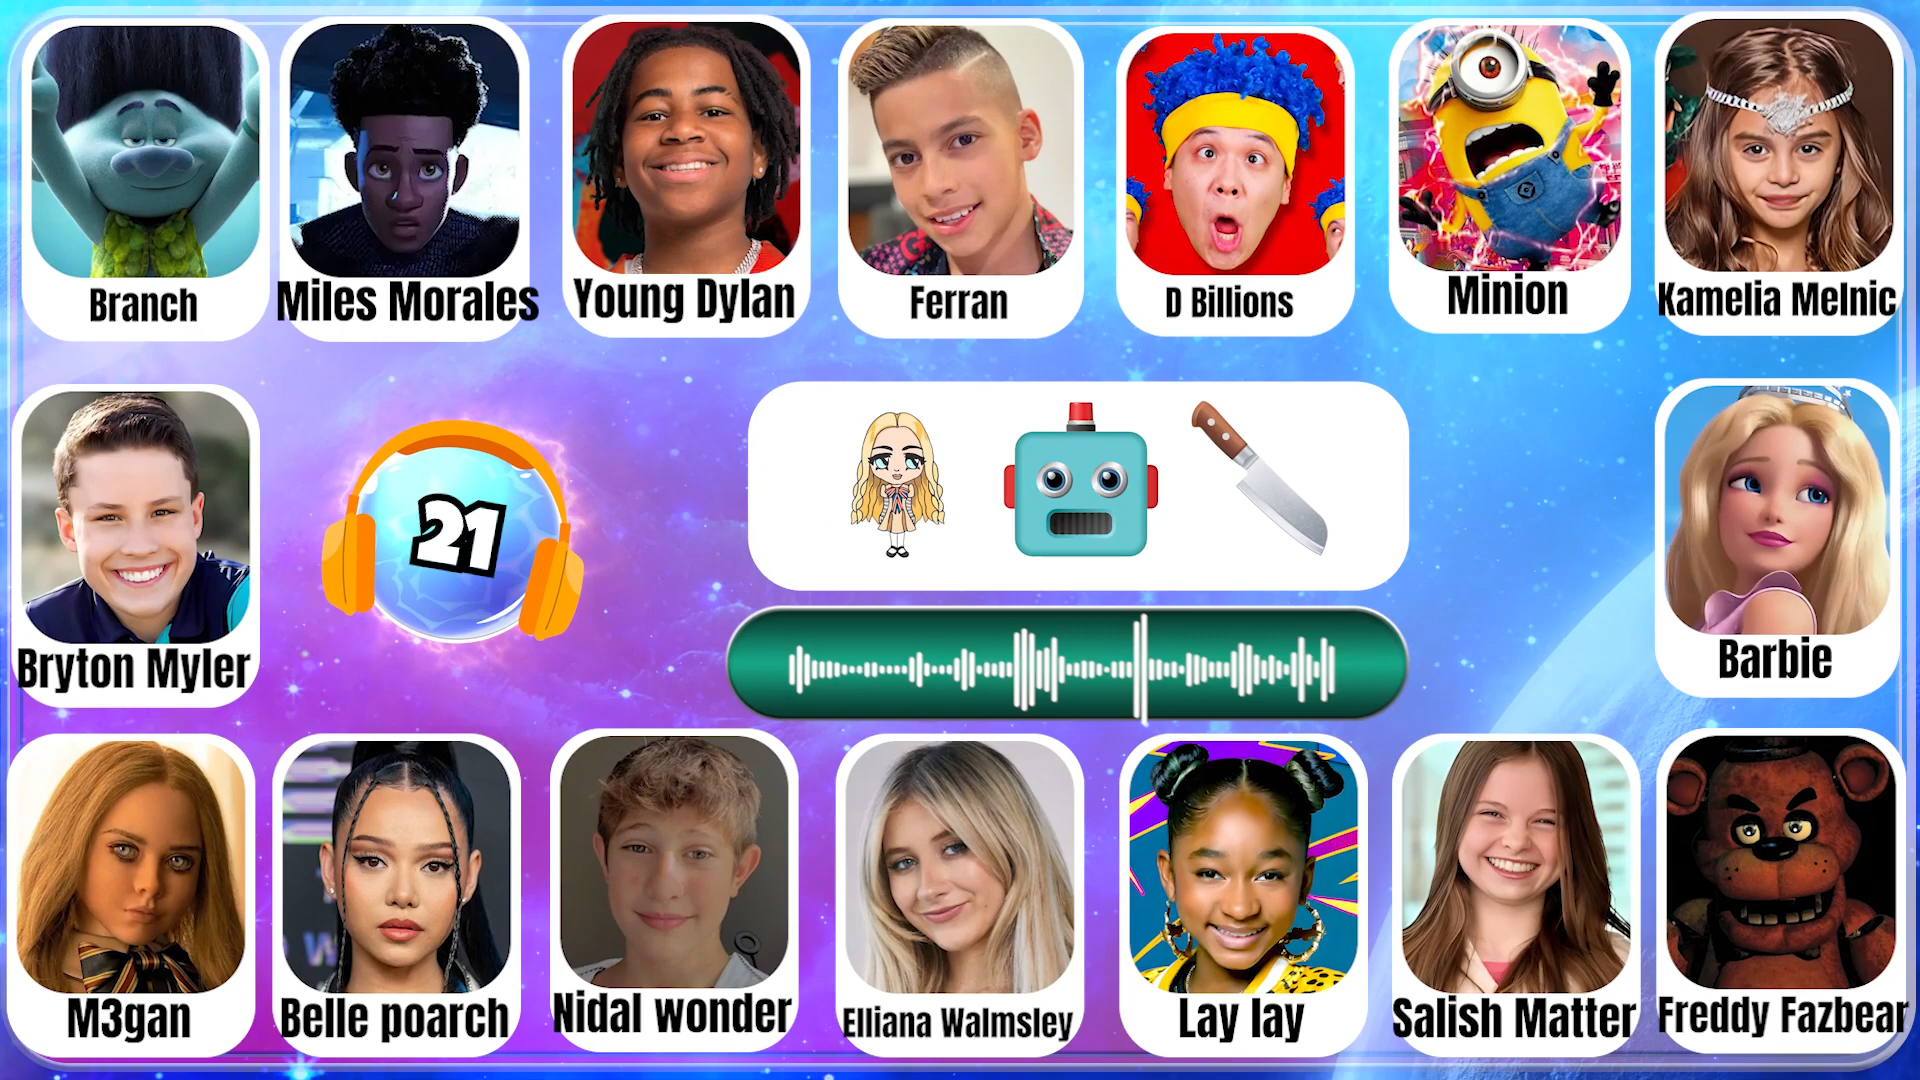 Branch
Miles Morales
Young Dylan
Ferran
D Billions
Minion
Kamelia Melnic
Bryton Myler
21
Barbie
M3gan
Belle poarch
Nidal wonder
Elliana Walmsley
Lay lay
Salish Matter
Freddy Fazbear